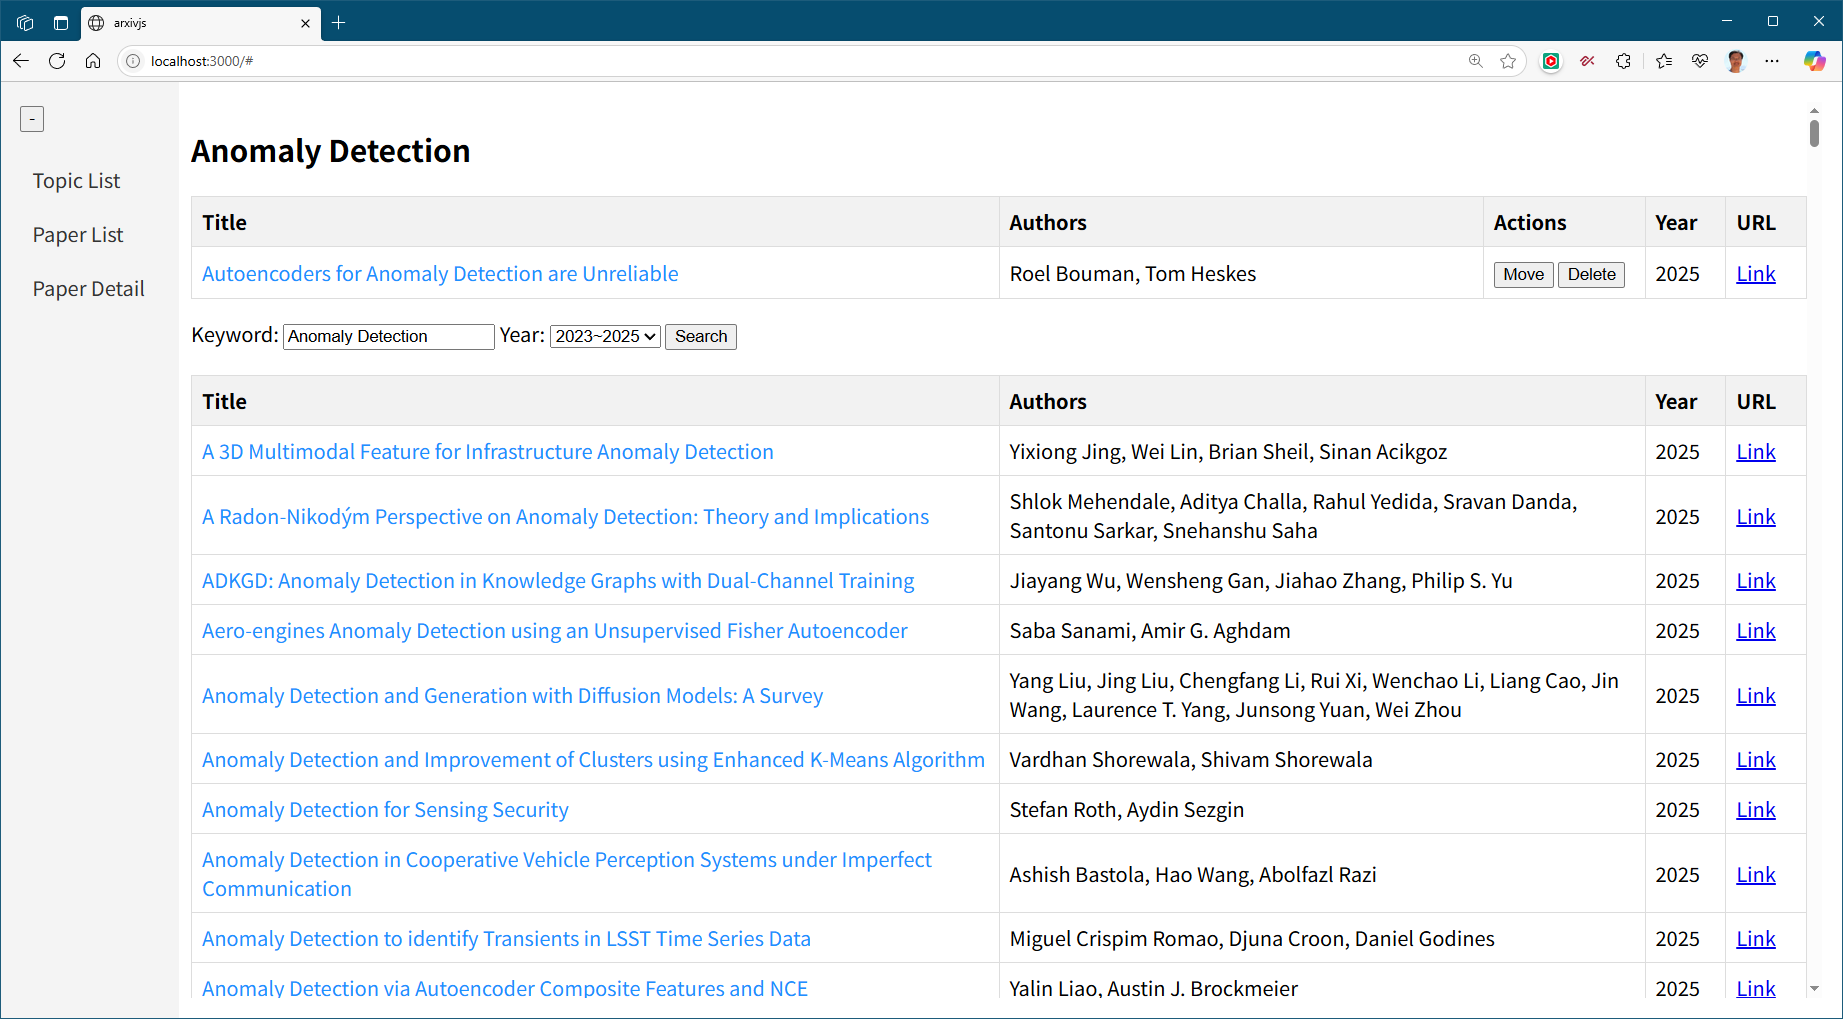 arxivjs
localhost:3000/#
-
Topic List
Paper List
Paper Detail
Anomaly Detection
Title Authors Actions Year URL
Autoencoders for Anomaly Detection are Unreliable Roel Bouman, Tom Heskes Move Delete 2025 Link
Keyword: Anomaly Detection Year: 2023~2025 Search
Title Authors Year URL
A 3D Multimodal Feature for Infrastructure Anomaly Detection Yixiong Jing, Wei Lin, Brian Sheil, Sinan Acikgoz 2025 Link
A Radon-Nikodým Perspective on Anomaly Detection: Theory and Implications Shlok Mehendale, Aditya Challa, Rahul Yedida, Sravan Danda,
Santonu Sarkar, Snehanshu Saha 2025 Link
ADKGD: Anomaly Detection in Knowledge Graphs with Dual-Channel Training Jiayang Wu, Wensheng Gan, Jiahao Zhang, Philip S. Yu 2025 Link
Aero-engines Anomaly Detection using an Unsupervised Fisher Autoencoder Saba Sanami, Amir G. Aghdam 2025 Link
Anomaly Detection and Generation with Diffusion Models: A Survey Yang Liu, Jing Liu, Chengfang Li, Rui Xi, Wenchao Li, Liang Cao, Jin
Wang, Laurence T. Yang, Junsong Yuan, Wei Zhou 2025 Link
Anomaly Detection and Improvement of Clusters using Enhanced K-Means Algorithm Vardhan Shorewala, Shivam Shorewala 2025 Link
Anomaly Detection for Sensing Security Stefan Roth, Aydin Sezgin 2025 Link
Anomaly Detection in Cooperative Vehicle Perception Systems under Imperfect
Communication Ashish Bastola, Hao Wang, Abolfazl Razi 2025 Link
Anomaly Detection to identify Transients in LSST Time Series Data Miguel Crispim Romao, Djuna Croon, Daniel Godines 2025 Link
Anomaly Detection via Autoencoder Composite Features and NCE Yalin Liao, Austin J. Brockmeier 2025 Link